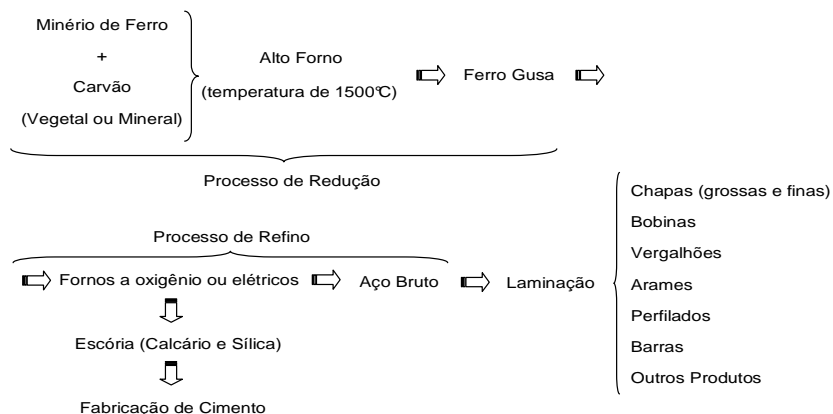 Minério de Ferro
+
Carvão
(Vegetal ou Mineral)
Alto Forno
(temperatura de 1500°C)
Ferro Gusa
Processo de Redução
Processo de Refino
Fornos a oxigênio ou elétricos
Aço Bruto
Laminação
Chapas (grossas e finas)
Bobinas
Vergalhões
Arames
Perfilados
Barras
Outros Produtos
Escória (Calcário e Sílica)
Fabricação de Cimento